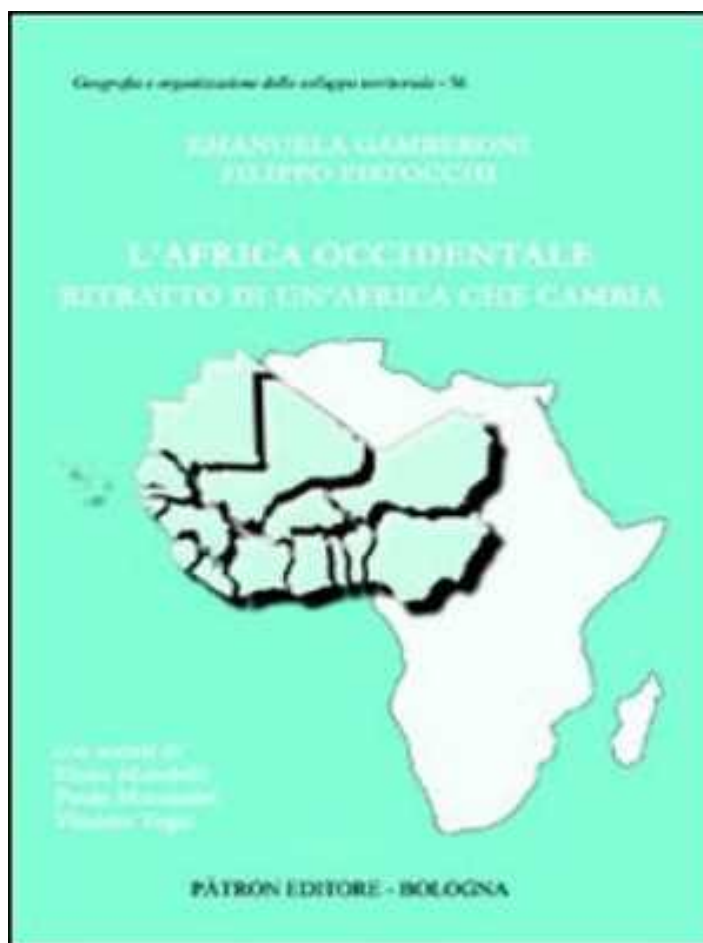 Geografia e organizzazione dello sviluppo territoriale - 56
EMANUELA GAMBERONI
FILIPPO PISTOCCHI
L'AFRICA OCCIDENTALE
RITRATTO DI UN'AFRICA CHE CAMBIA
PÀTRON EDITORE - BOLOGNA